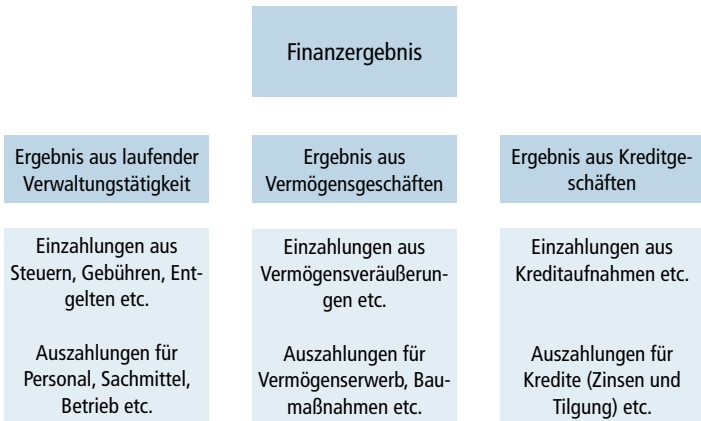 Finanzergebnis
Ergebnis aus laufender
Verwaltungstätigkeit
Ergebnis aus
Vermögensgeschäften
Ergebnis aus Kreditge-
schäften
Einzahlungen aus
Steuern, Gebühren, Ent-
gelten etc.
Auszahlungen für
Personal, Sachmittel,
Betrieb etc.
Einzahlungen aus
Vermögensveräußerun-
gen etc.
Auszahlungen für
Vermögenserwerb, Bau-
maßnahmen etc.
Einzahlungen aus
Kreditaufnahmen etc.
Auszahlungen für
Kredite (Zinsen und
Tilgung) etc.